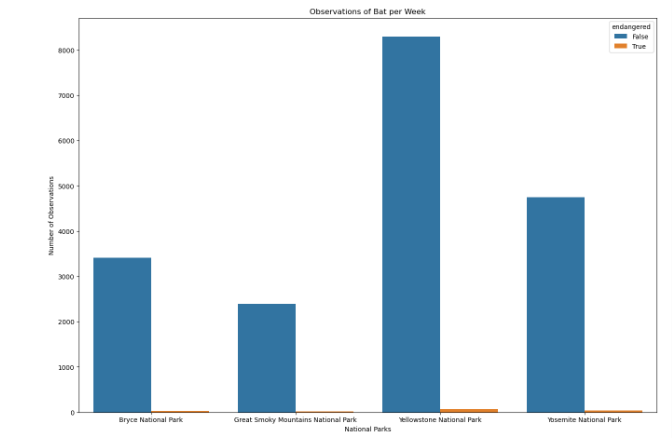 Observations of Bat per Week
endangered
False
True
8000
7000
6000
5000
4000
3000
2000
1000
0
Number of Observations
Bryce National Park
Great Smoky Mountains National Park
Yellowstone National Park
Yosemite National Park
National Parks